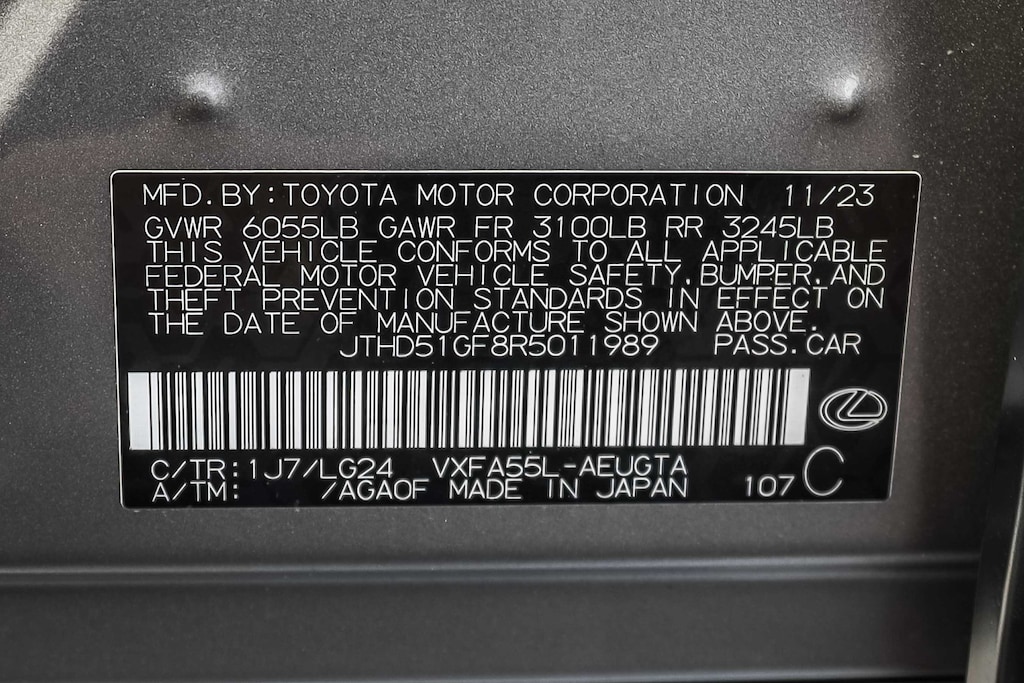 MFD.BY:TOYOTA MOTOR CORPORATION 11/23
GVWR 6055LB GAWR FR 3100LB RR 3245LB
THIS VEHICLE CONFORMS TO ALL APPLICABLE
FEDERAL MOTOR VEHICLE SAFETY,BUMPER,AND
THEFT PREVENTION STANDARDS IN EFFECT ON
THE DATE OF MANUFACTURE SHOWN ABOVE.
JTHD51GF8R5011989 PASS.CAR
C/TR:1J7/LG24 VXFA55L-AEUGTA
A/TM: /AGAOF MADE IN JAPAN 107 C